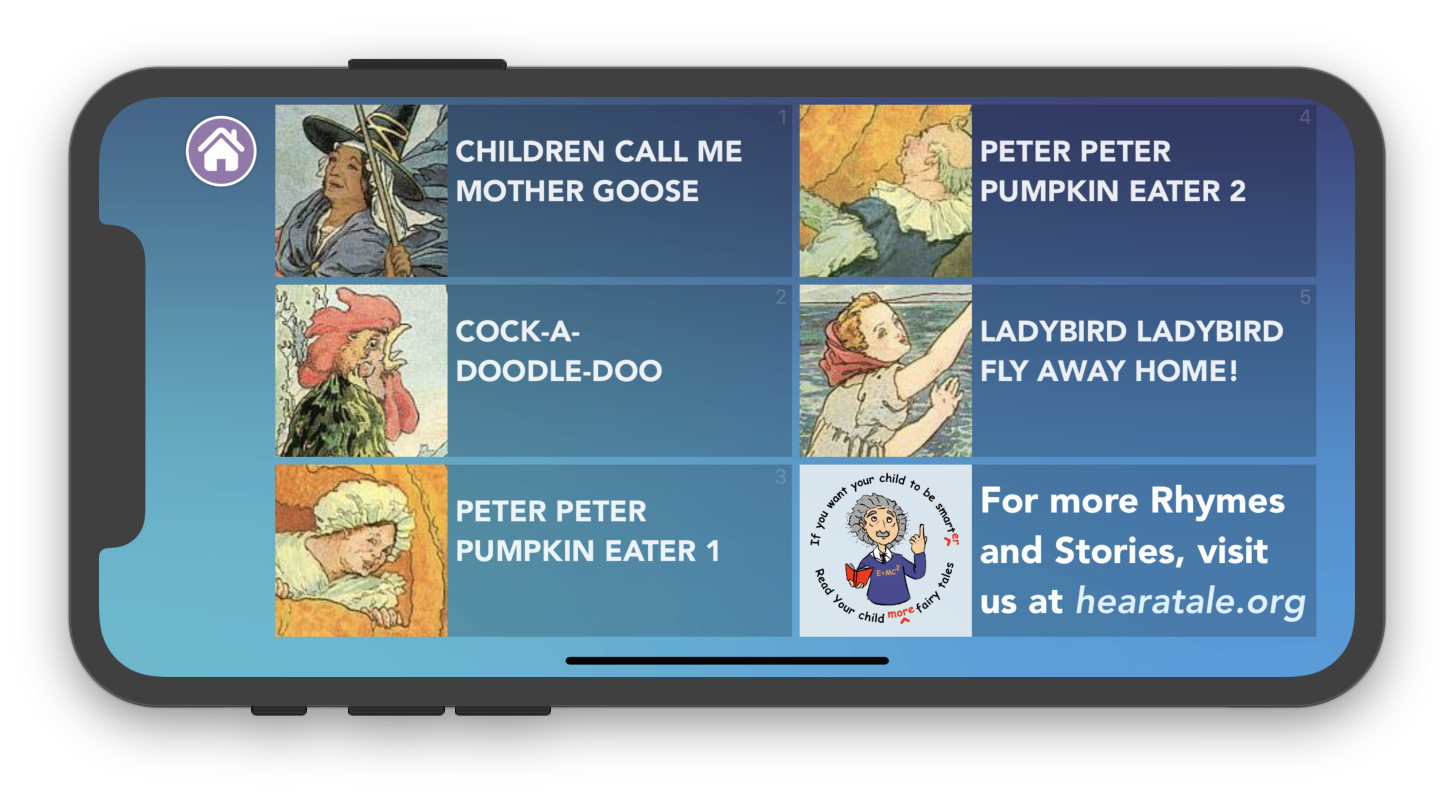 1
CHILDREN CALL ME
MOTHER GOOSE
2
COCK-A-
DOODLE-DOO
3
PETER PETER
PUMPKIN EATER 1
4
PETER PETER
PUMPKIN EATER 2
5
LADYBIRD LADYBIRD
FLY AWAY HOME!
If you want your child to be smarter
E=MC2
Read Your child more fairy tales
For more Rhymes
and Stories, visit
us at hearatale.org